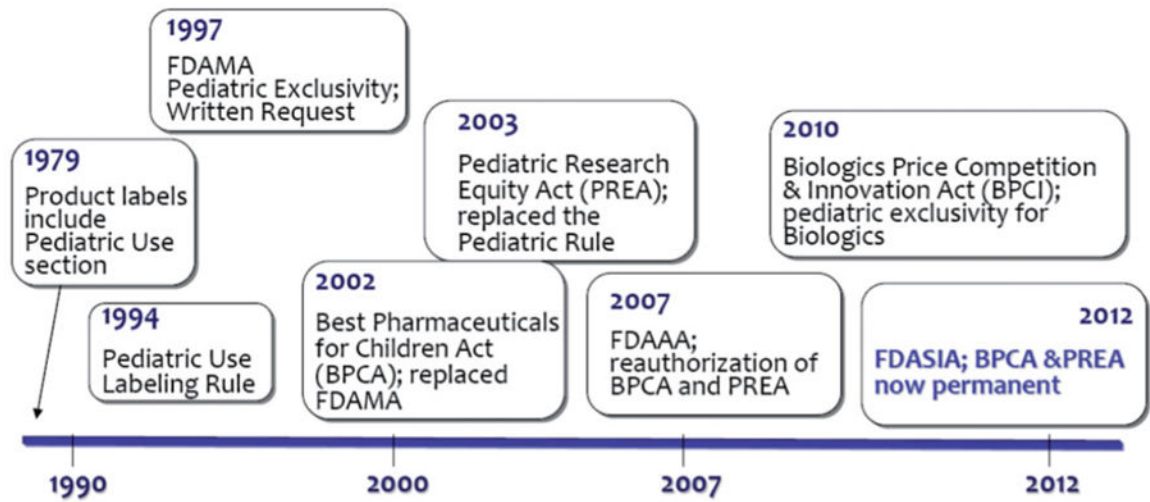 1997
FDAMA
Pediatric Exclusivity;
Written Request
1979
Product labels
include
Pediatric Use
section
2003
Pediatric Research
Equity Act (PREA);
replaced the
Pediatric Rule
2010
Biologics Price Competition
& Innovation Act (BPCI);
pediatric exclusivity for
Biologics
1994
Pediatric Use
Labeling Rule
2002
Best Pharmaceuticals
for Children Act
(BPCA); replaced
FDAMA
2007
FDAAA;
reauthorization of
BPCA and PREA
2012
FDASIA; BPCA &PREA
now permanent
1990
2000
2007
2012